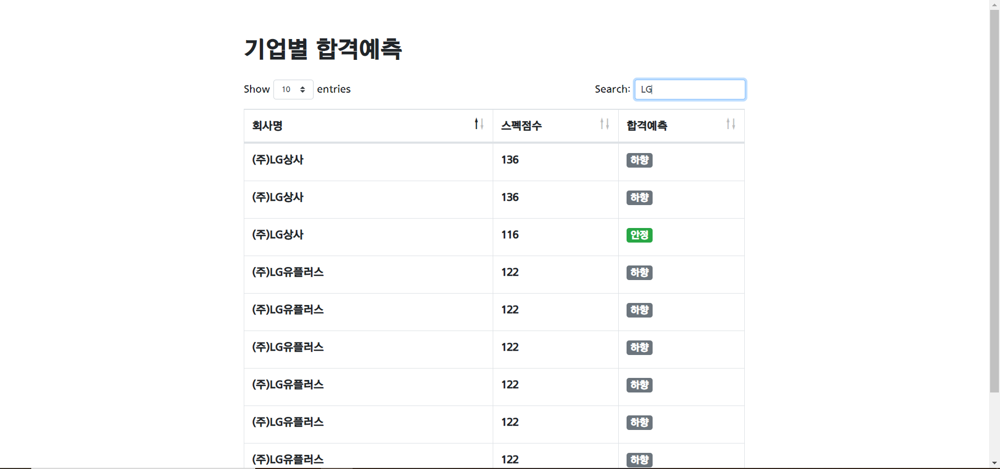 기업별 합격예측
Show 10 entries Search: LG
회사명 스펙점수 합격예측
(주)LG상사 136 하향
(주)LG상사 136 하향
(주)LG상사 116 안정
(주)LG유플러스 122 하향
(주)LG유플러스 122 하향
(주)LG유플러스 122 하향
(주)LG유플러스 122 하향
(주)LG유플러스 122 하향
(주)LG유플러스 122 하향